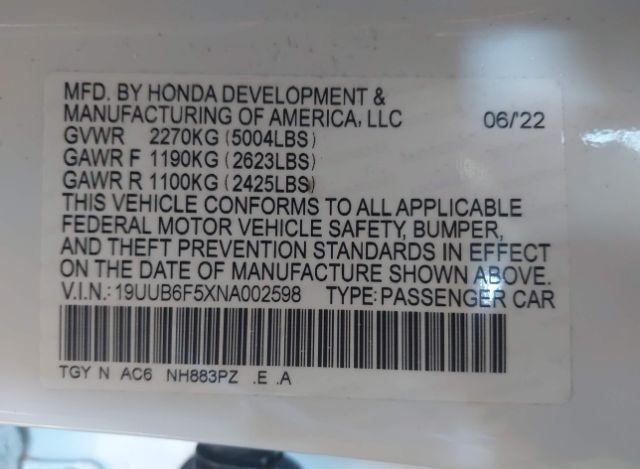 MFD. BY HONDA DEVELOPMENT &
MANUFACTURING OF AMERICA, LLC 06/'22
GVWR 2270KG (5004LBS)
GAWR F 1190KG (2623LBS)
GAWR R 1100KG (2425LBS)
THIS VEHICLE CONFORMS TO ALL APPLICABLE
FEDERAL MOTOR VEHICLE SAFETY, BUMPER,
AND THEFT PREVENTION STANDARDS IN EFFECT
ON THE DATE OF MANUFACTURE SHOWN ABOVE.
V.I.N.: 19UUB6F5XNA002598 TYPE: PASSENGER CAR
TGY N AC6 NH883PZ .E .A